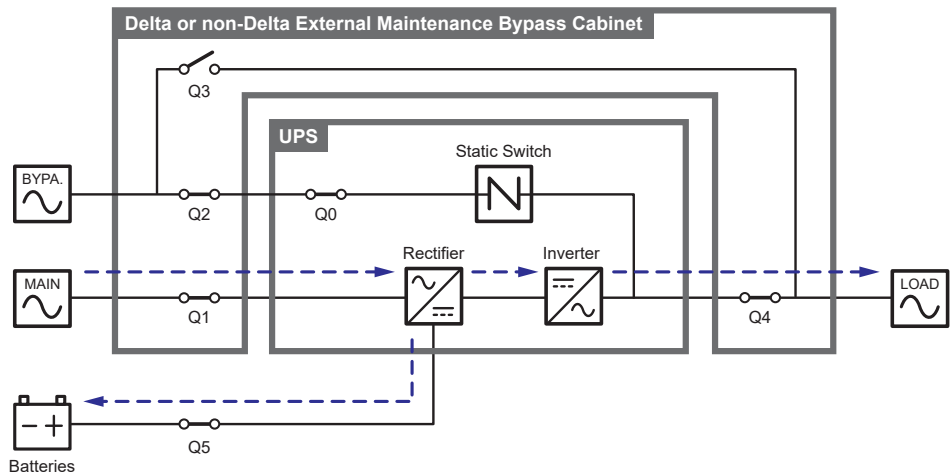 Delta or non-Delta External Maintenance Bypass Cabinet
Q3
UPS
Static Switch
BYPA.
Q2
Q0
Rectifier
Inverter
MAIN
LOAD
Q1
Q4
Q5
Batteries